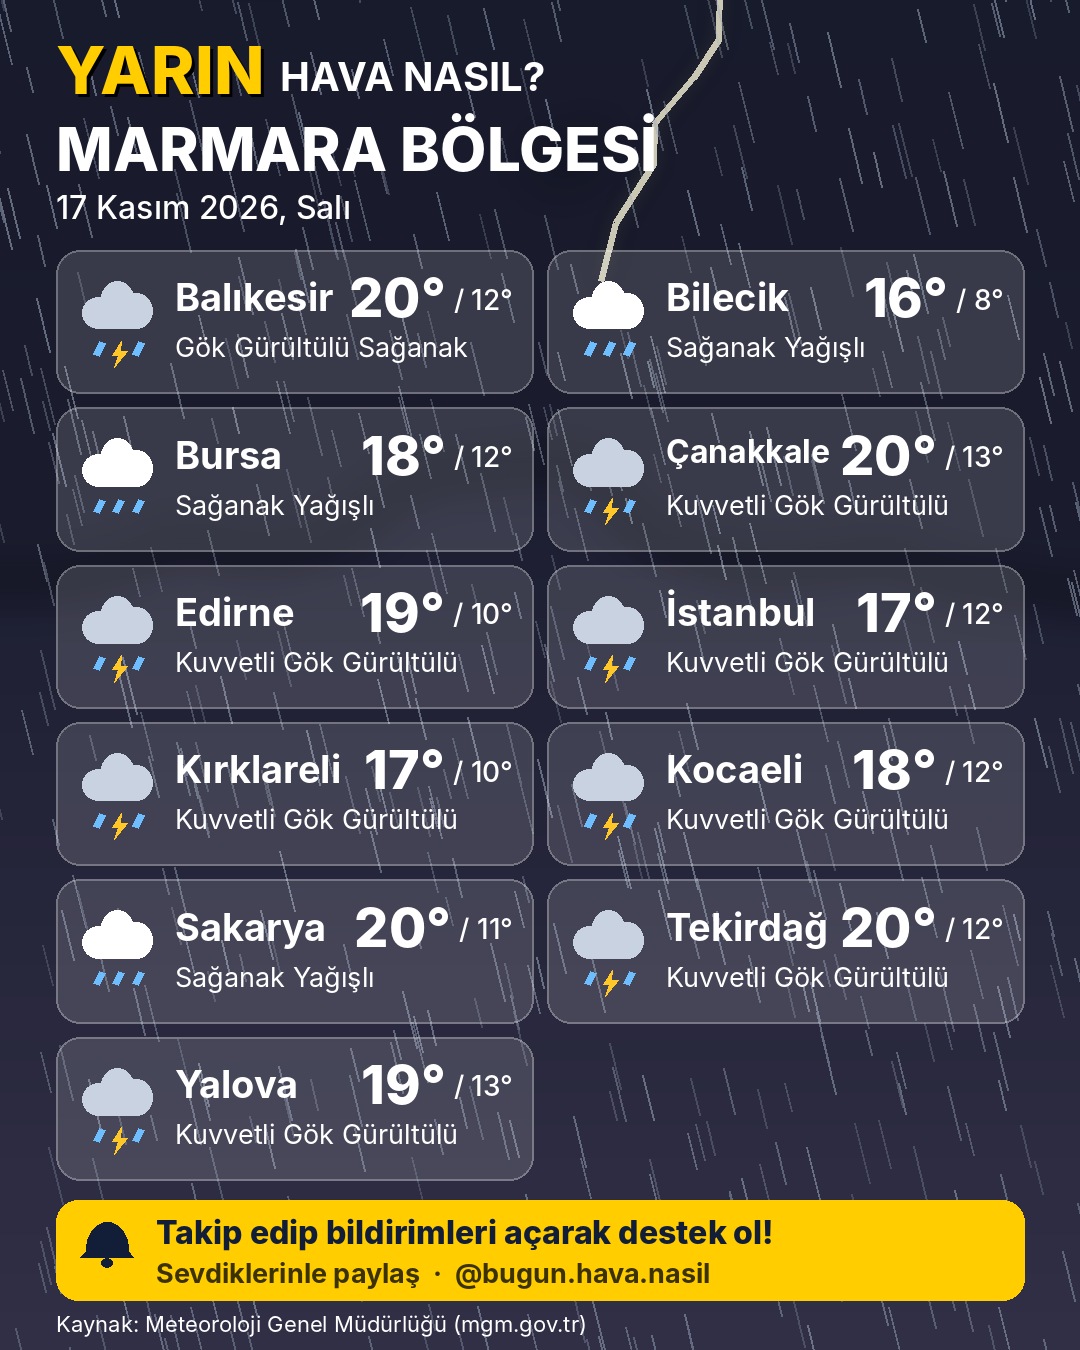 YARIN HAVA NASIL?
MARMARA BÖLGESİ
17 Kasım 2026, Salı
Balıkesir 20° / 12°
Gök Gürültülü Sağanak
Bilecik 16° / 8°
Sağanak Yağışlı
Bursa 18° / 12°
Sağanak Yağışlı
Çanakkale 20° / 13°
Kuvvetli Gök Gürültülü
Edirne 19° / 10°
Kuvvetli Gök Gürültülü
İstanbul 17° / 12°
Kuvvetli Gök Gürültülü
Kırklareli 17° / 10°
Kuvvetli Gök Gürültülü
Kocaeli 18° / 12°
Kuvvetli Gök Gürültülü
Sakarya 20° / 11°
Sağanak Yağışlı
Tekirdağ 20° / 12°
Kuvvetli Gök Gürültülü
Yalova 19° / 13°
Kuvvetli Gök Gürültülü
Takip edip bildirimleri açarak destek ol!
Sevdiklerinle paylaş · @bugun.hava.nasil
Kaynak: Meteoroloji Genel Müdürlüğü (mgm.gov.tr)